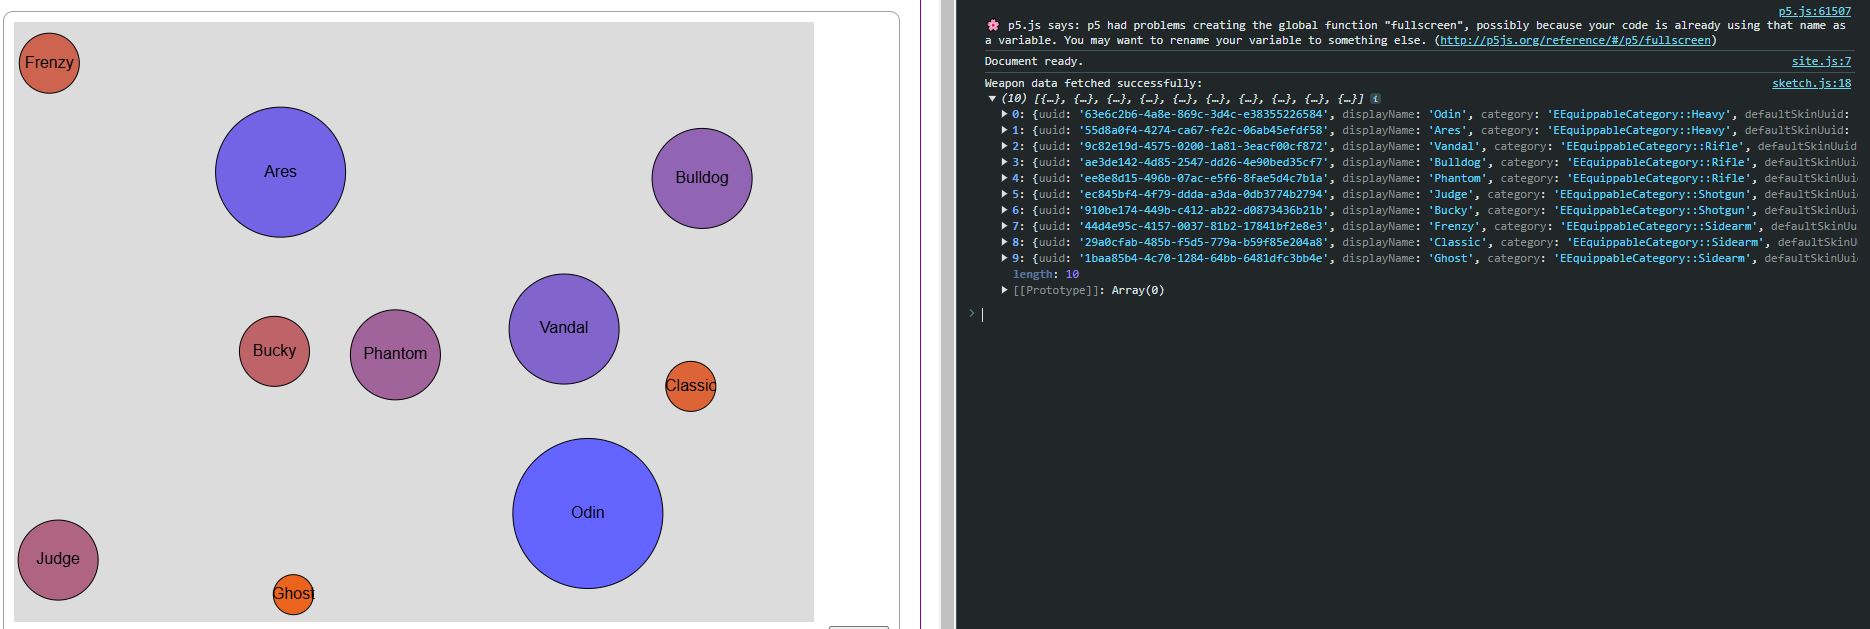 Frenzy
Ares
Bulldog
Vandal
Bucky
Phantom
Classic
Odin
Judge
Ghost
p5.js:61507
🌸 p5.js says: p5 had problems creating the global function "fullscreen", possibly because your code is already using that name as
a variable. You may want to rename your variable to something else. (http://p5js.org/reference/#/p5/fullscreen)
Document ready. site.js:7
Weapon data fetched successfully: sketch.js:18
▼ (10) [{…}, {…}, {…}, {…}, {…}, {…}, {…}, {…}, {…}, {…}] i
▶ 0: {uuid: '63e6c2b6-4a8e-869c-3d4c-e38355226584', displayName: 'Odin', category: 'EEquippableCategory::Heavy', defaultSkinUuid:
▶ 1: {uuid: '55d8a0f4-4274-ca67-fe2c-06ab45efdf58', displayName: 'Ares', category: 'EEquippableCategory::Heavy', defaultSkinUuid:
▶ 2: {uuid: '9c82e19d-4575-0200-1a81-3eacf00cf872', displayName: 'Vandal', category: 'EEquippableCategory::Rifle', defaultSkinUuid
▶ 3: {uuid: 'ae3de142-4d85-2547-dd26-4e90bed35cf7', displayName: 'Bulldog', category: 'EEquippableCategory::Rifle', defaultSkinUui
▶ 4: {uuid: 'ee8e8d15-496b-07ac-e5f6-8fae5d4c7b1a', displayName: 'Phantom', category: 'EEquippableCategory::Rifle', defaultSkinUui
▶ 5: {uuid: 'ec845bf4-4f79-ddda-a3da-0db3774b2794', displayName: 'Judge', category: 'EEquippableCategory::Shotgun', defaultSkinUui
▶ 6: {uuid: '910be174-449b-c412-ab22-d0873436b21b', displayName: 'Bucky', category: 'EEquippableCategory::Shotgun', defaultSkinUui
▶ 7: {uuid: '44d4e95c-4157-0037-81b2-17841bf2e8e3', displayName: 'Frenzy', category: 'EEquippableCategory::Sidearm', defaultSkinUu
▶ 8: {uuid: '29a0cfab-485b-f5d5-779a-b59f85e204a8', displayName: 'Classic', category: 'EEquippableCategory::Sidearm', defaultSkinU
▶ 9: {uuid: '1baa85b4-4c70-1284-64bb-6481dfc3bb4e', displayName: 'Ghost', category: 'EEquippableCategory::Sidearm', defaultSkinUui
length: 10
▶ [[Prototype]]: Array(0)
>